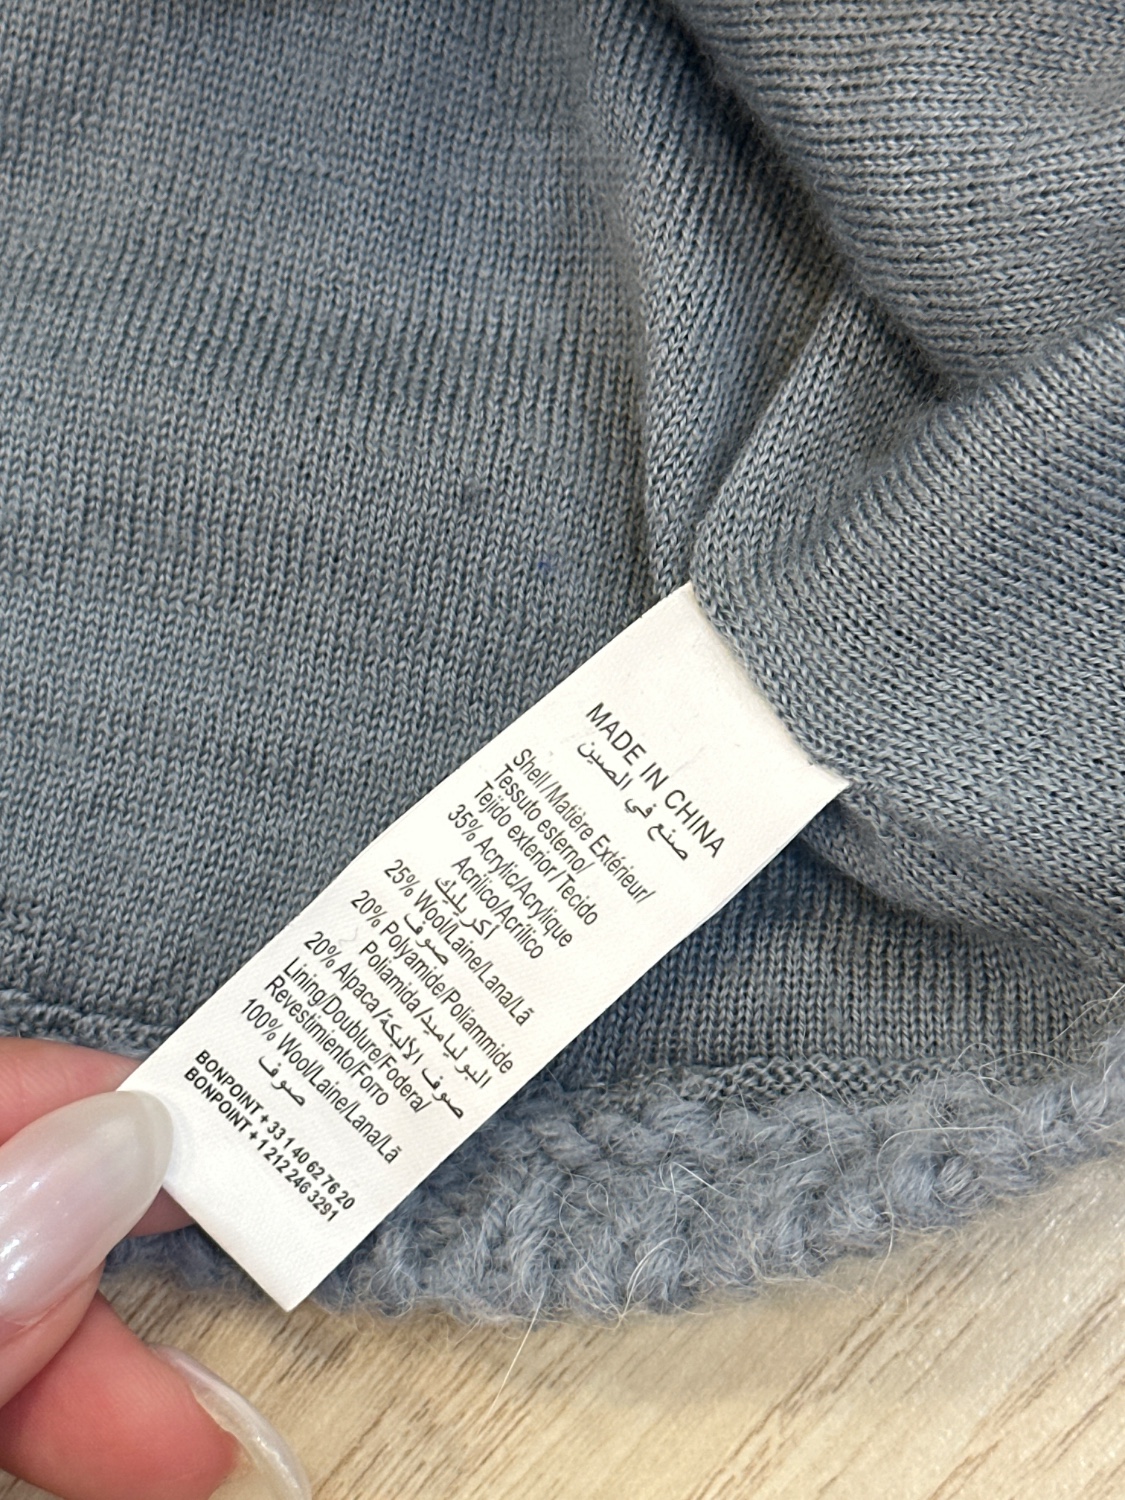 MADE IN CHINA
صنع في الصين
Shell/Matière Extérieur/
Tessuto esterno/
Tejido exterior/Tecido
35% Acrylic/Acrylique
Acrilico/Acrílico
اكريليك
25% Wool/Laine/Lana/Lã
صوف
20% Polyamide/Poliammide
Poliamida/البولياميد
20% Alpaca/صوف الألبكة
Lining/Doublure/Fodera/
Revestimiento/Forro
100% Wool/Laine/Lana/Lã
صوف
BONPOINT + 33 1 40 62 76 20
BONPOINT + 1 212 246 3291